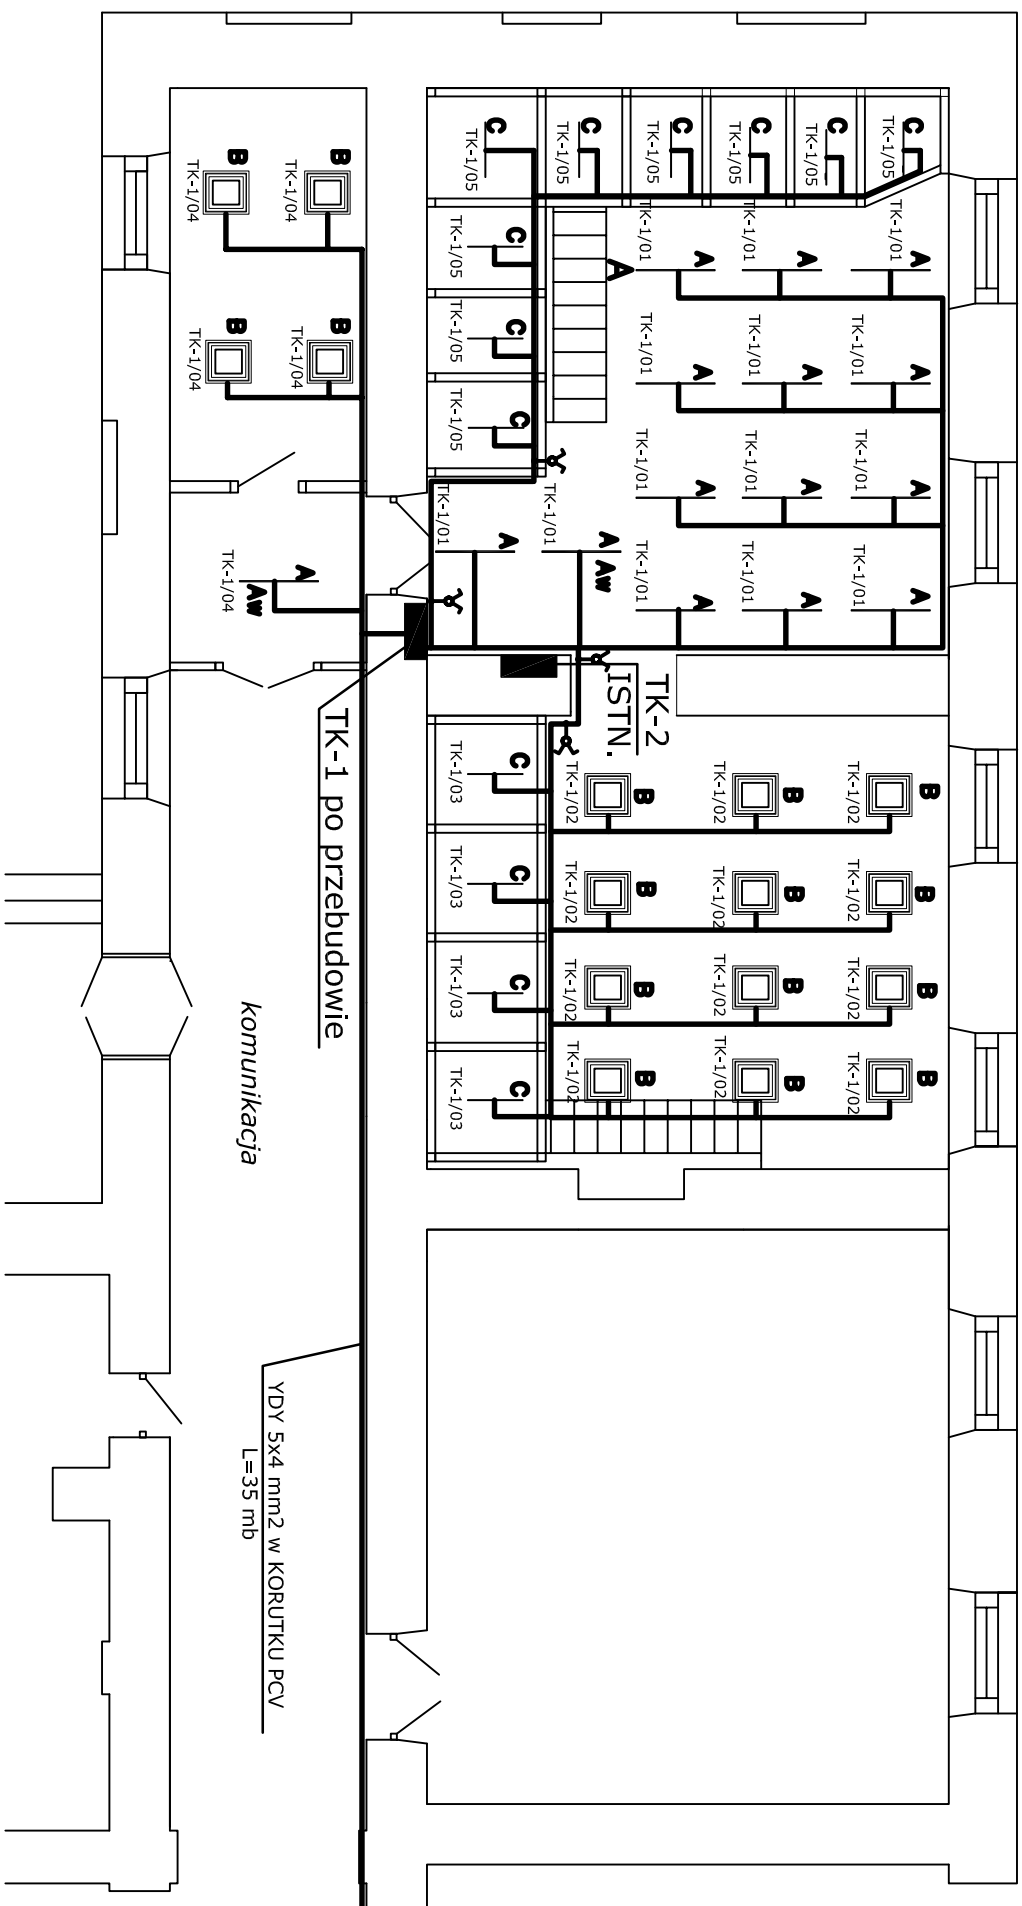 C
TK-1/05
A
TK-1/01
A
TK-1/01
A
TK-1/01
A
TK-1/01
B
TK-1/02
B
TK-1/02
B
TK-1/02
B
TK-1/02
C
TK-1/05
C
TK-1/05
A
TK-1/01
A
TK-1/01
A
TK-1/01
A
TK-1/01
B
TK-1/02
B
TK-1/02
B
TK-1/02
B
TK-1/02
C
TK-1/05
A
TK-1/01
A
TK-1/01
A
TK-1/01
A
TK-1/01
TK-2
ISTN.
B
TK-1/02
B
TK-1/02
B
TK-1/02
B
TK-1/02
A
C
TK-1/05
A Aw
TK-1/01
C
TK-1/05
C
TK-1/05
C
TK-1/05
C
TK-1/05
A
TK-1/01
C
TK-1/03
C
TK-1/03
C
TK-1/03
C
TK-1/03
TK-1 po przebudowie
B
TK-1/04
B
TK-1/04
A
Aw
TK-1/04
B
TK-1/04
B
TK-1/04
komunikacja
YDY 5x4 mm2 w KORUTKU PCV
L=35 mb